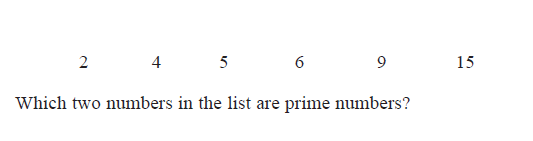 2 4 5 6 9 15
Which two numbers in the list are prime numbers?